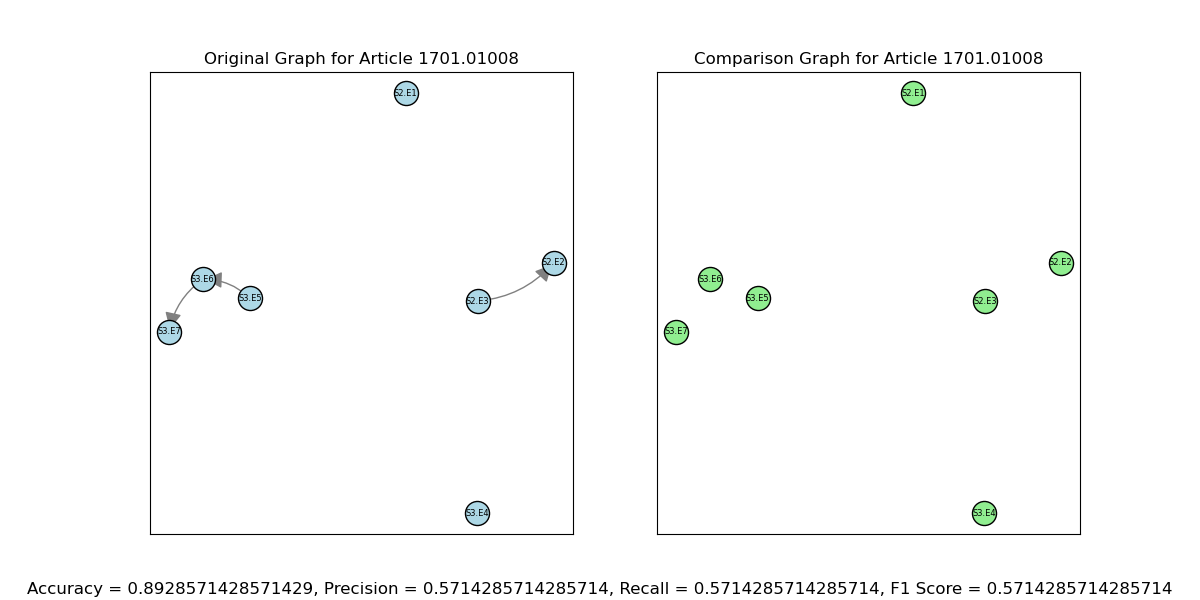 Original Graph for Article 1701.01008
Comparison Graph for Article 1701.01008
S2.E1
S2.E1
S2.E2
S2.E2
S3.E6
S3.E6
S3.E5
S3.E5
S2.E3
S2.E3
S3.E7
S3.E7
S3.E4
S3.E4
Accuracy = 0.8928571428571429, Precision = 0.5714285714285714, Recall = 0.5714285714285714, F1 Score = 0.5714285714285714